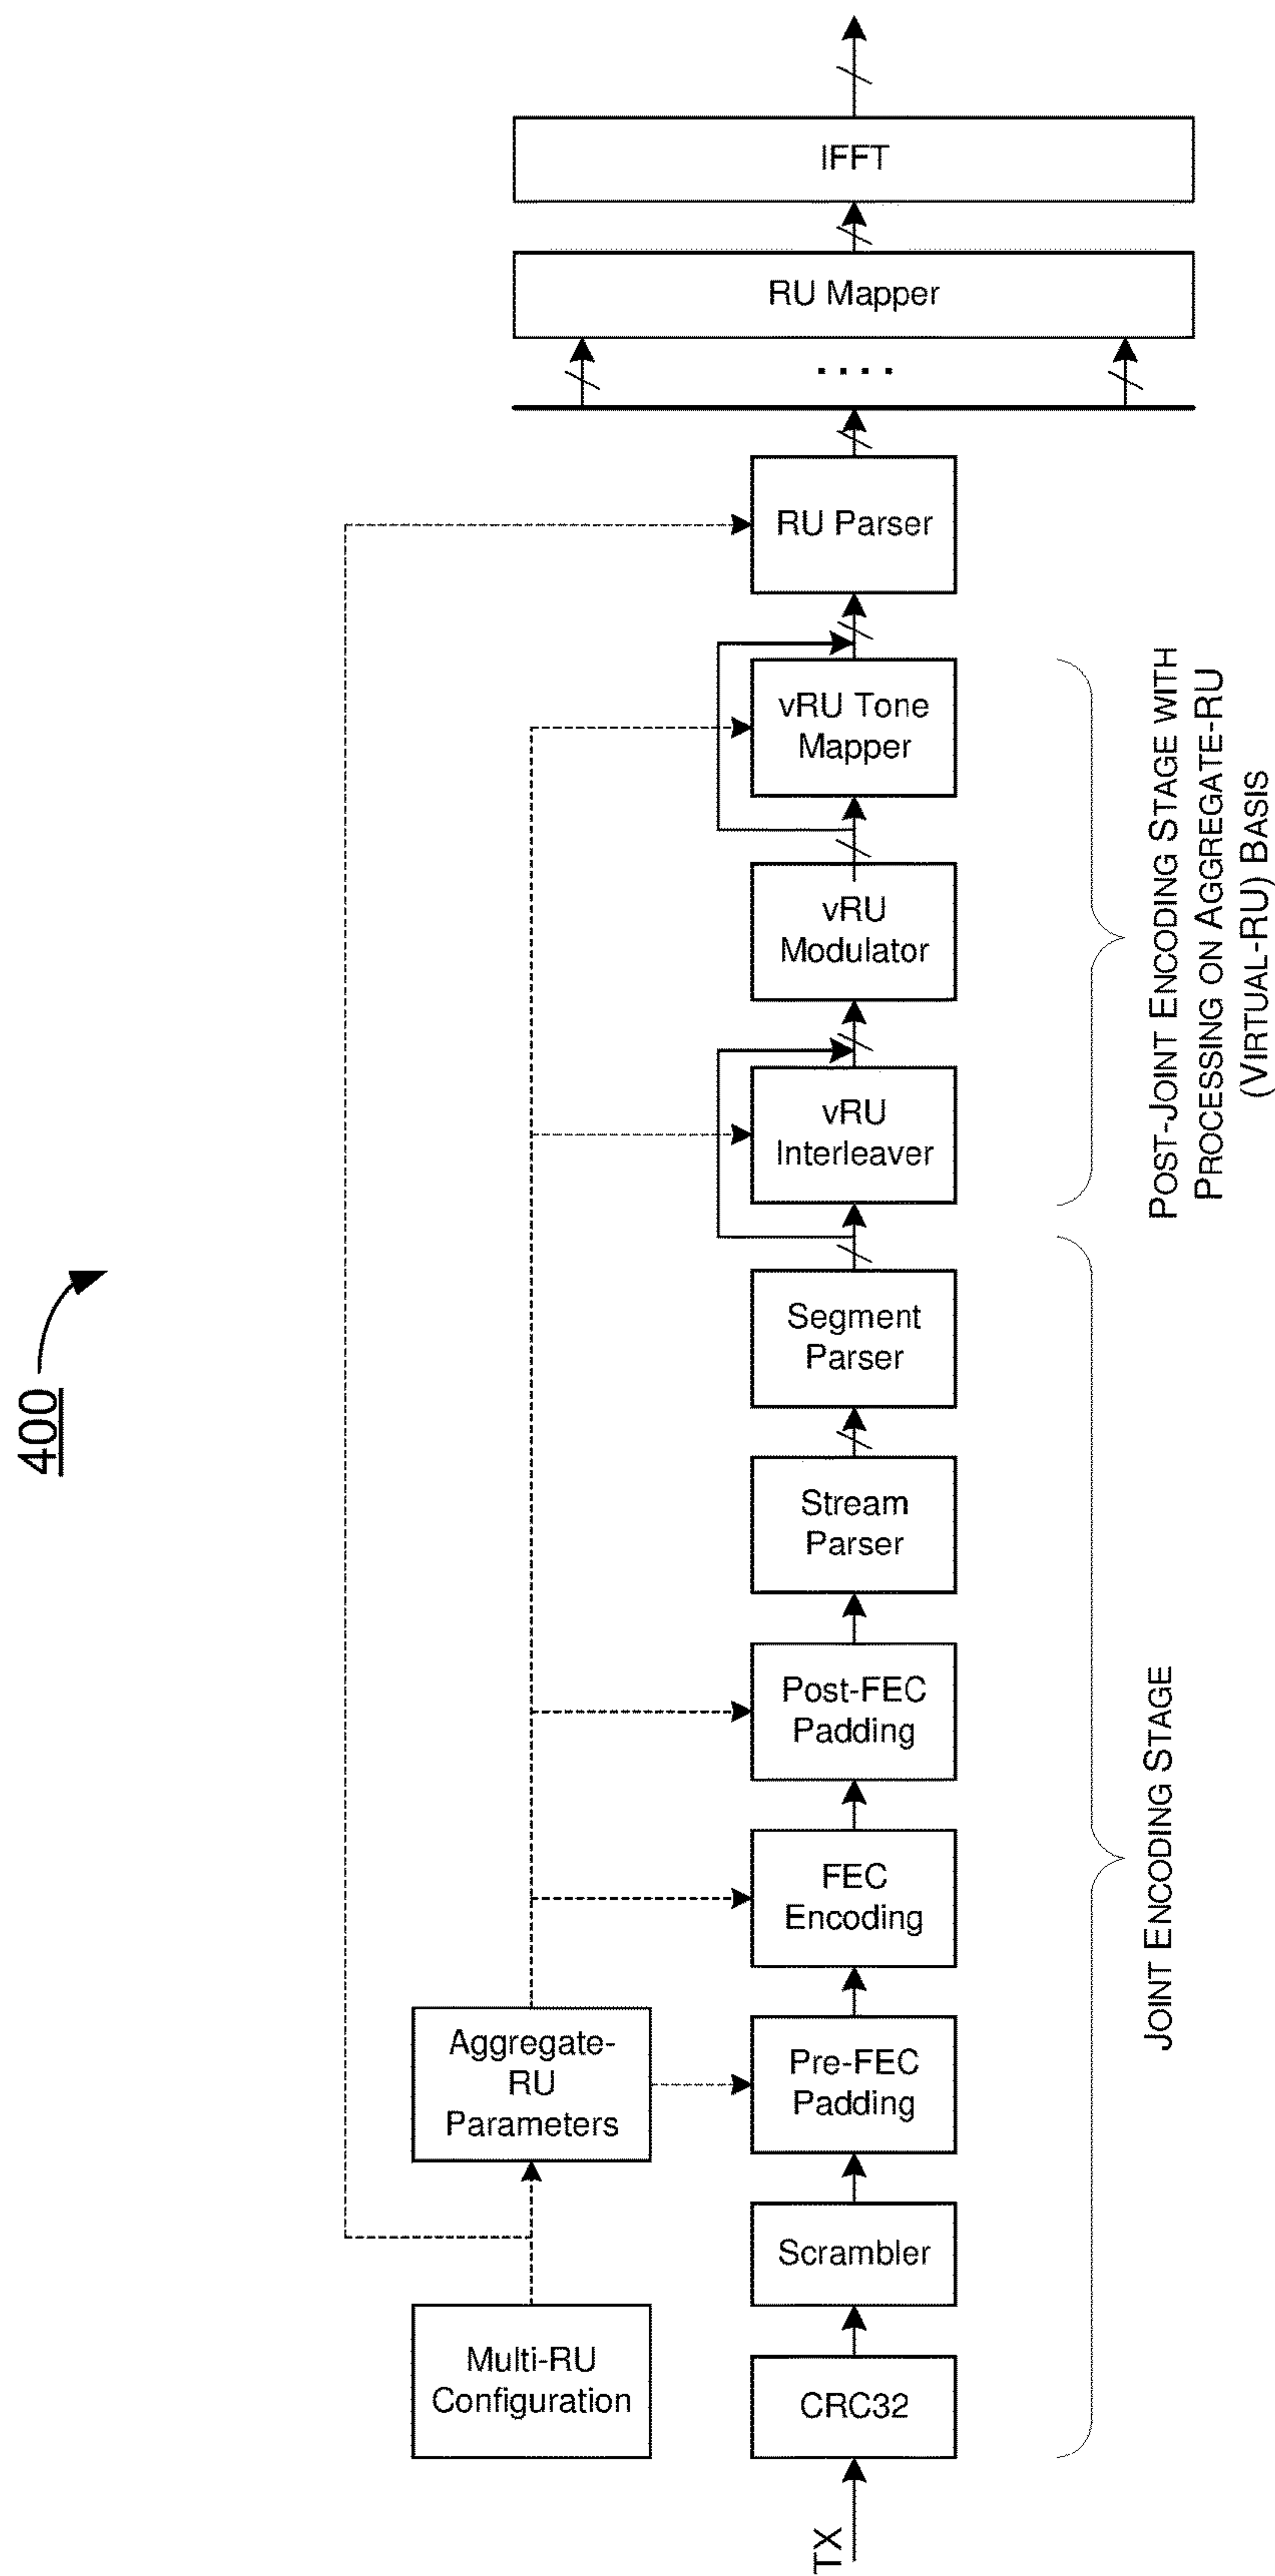 IFFT
RU Mapper
....
RU Parser
vRU Tone
Mapper
vRU
Modulator
vRU
Interleaver
POST-JOINT ENCODING STAGE WITH
PROCESSING ON AGGREGATE-RU
(VIRTUAL-RU) BASIS
400
Segment
Parser
Stream
Parser
Post-FEC
Padding
FEC
Encoding
JOINT ENCODING STAGE
Aggregate-
RU
Parameters
Pre-FEC
Padding
Scrambler
Multi-RU
Configuration
CRC32
TX